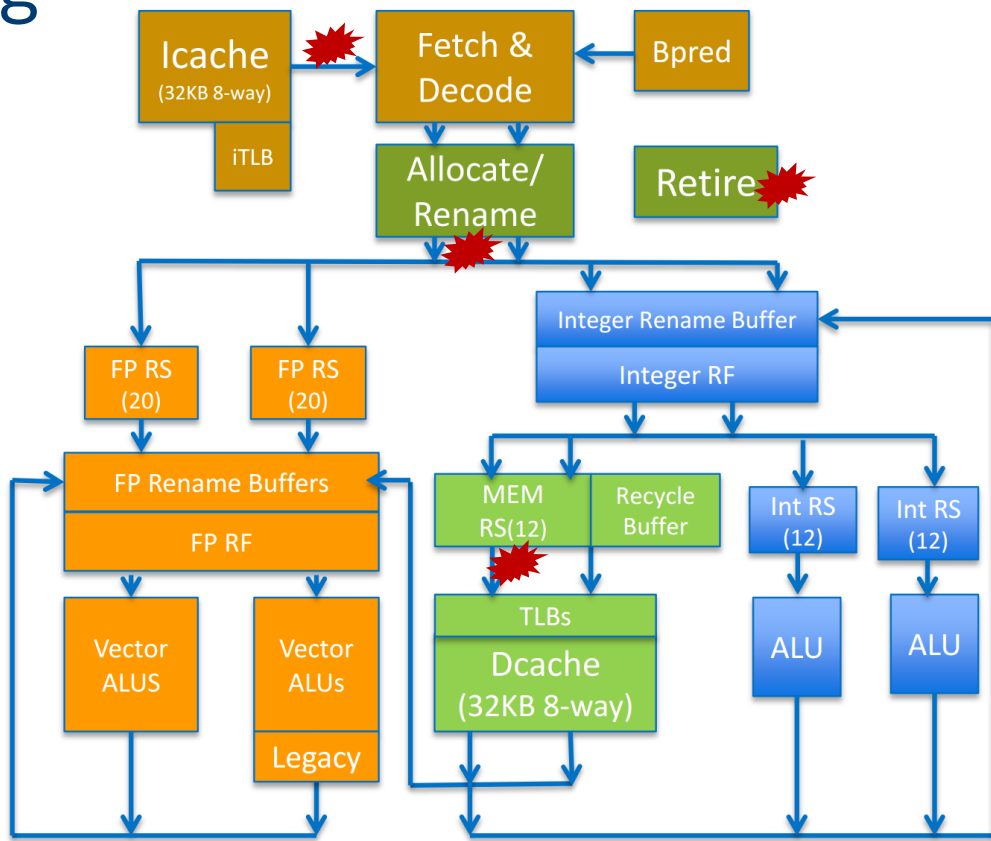 g
Icache
(32KB 8-way)
iTLB
Fetch &
Decode
Bpred
Allocate/
Rename
Retire
Integer Rename Buffer
Integer RF
FP RS
(20)
FP RS
(20)
FP Rename Buffers
FP RF
MEM
RS(12)
Recycle
Buffer
Int RS
(12)
Int RS
(12)
Vector
ALUS
Vector
ALUs
Legacy
TLBs
Dcache
(32KB 8-way)
ALU
ALU